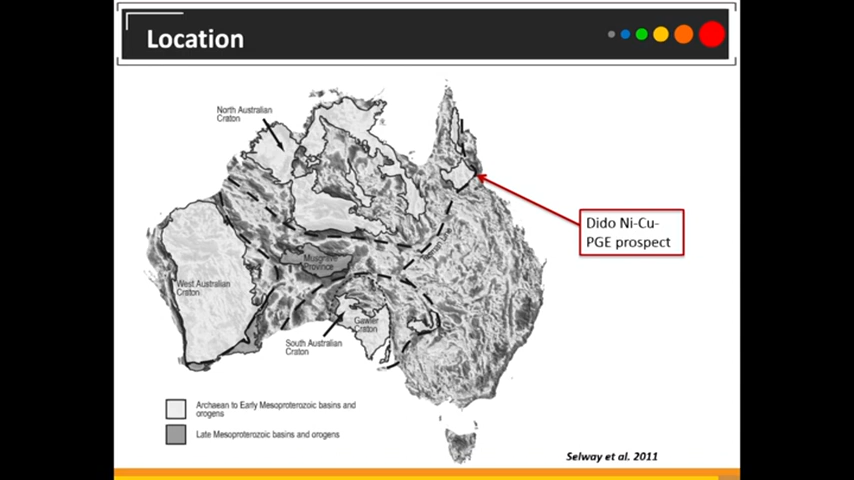 Location
North Australian
Craton
Dido Ni-Cu-
PGE prospect
Musgrave
Province
West Australian
Craton
Gawler
Craton
South Australian
Craton
Archaean to Early Mesoproterozoic basins and
orogens
Late Mesoproterozoic basins and orogens
Selway et al. 2011